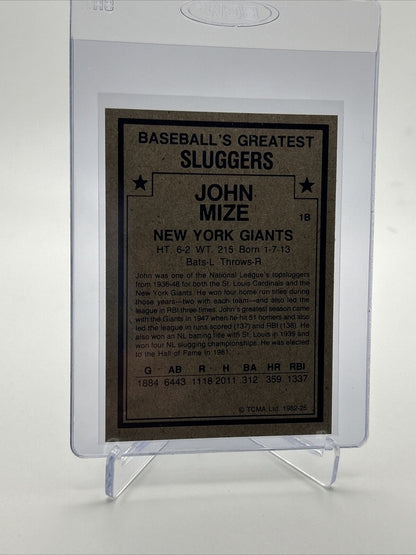 BASEBALL'S GREATEST
SLUGGERS
JOHN
MIZE
1B
NEW YORK GIANTS
HT. 6-2 WT. 215 Born 1-7-13
Bats-L Throws-R
John was one of the National League's topsluggers
from 1936-48 for both the St. Louis Cardinals and the
New York Giants. He won four home run titles during
those years—two with each team—and also led the
league in RBI three times. John's greatest season came
with the Giants in 1947 when he hit 51 homers and also
led the league in runs scored (137) and RBI (138). He
also won an NL batting title with St. Louis in 1939 and
won four NL slugging championships. He was elected
to the Hall of Fame in 1981.
G AB R H BA HR RBI
1884 6443 1118 2011 .312 359 1337
© TCMA Ltd. 1982-25